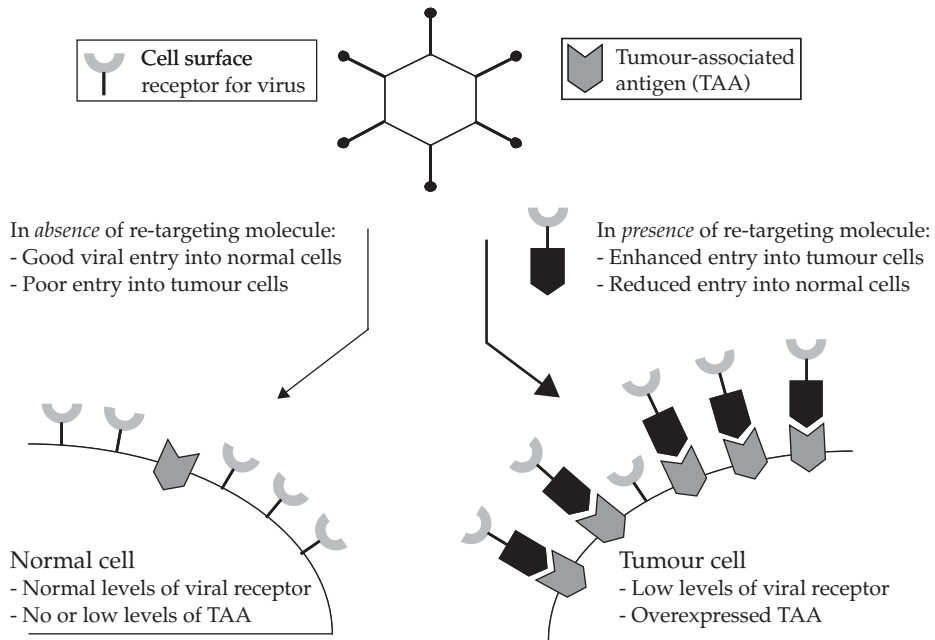 Cell surface
receptor for virus
Tumour-associated
antigen (TAA)
In absence of re-targeting molecule:
- Good viral entry into normal cells
- Poor entry into tumour cells
In presence of re-targeting molecule:
- Enhanced entry into tumour cells
- Reduced entry into normal cells
Normal cell
- Normal levels of viral receptor
- No or low levels of TAA
Tumour cell
- Low levels of viral receptor
- Overexpressed TAA